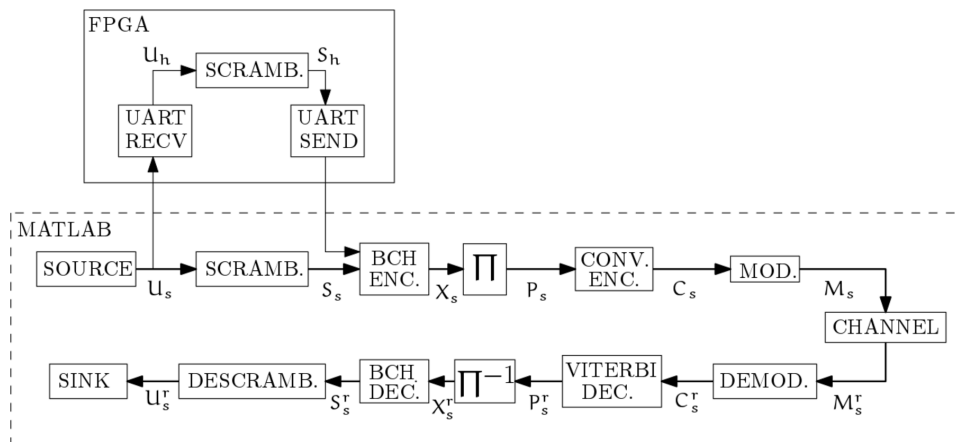 FPGA
U_h
SCRAMB.
S_h
UART
RECV
UART
SEND
MATLAB
SOURCE
U_s
SCRAMB.
S_s
BCH
ENC.
X_s
Π
P_s
CONV.
ENC.
C_s
MOD.
M_s
CHANNEL
SINK
U_s^r
DESCRAMB.
S_s^r
BCH.
DEC.
X_s^r
Π^{-1}
P_s^r
VITERBI
DEC.
C_s^r
DEMOD.
M_s^r